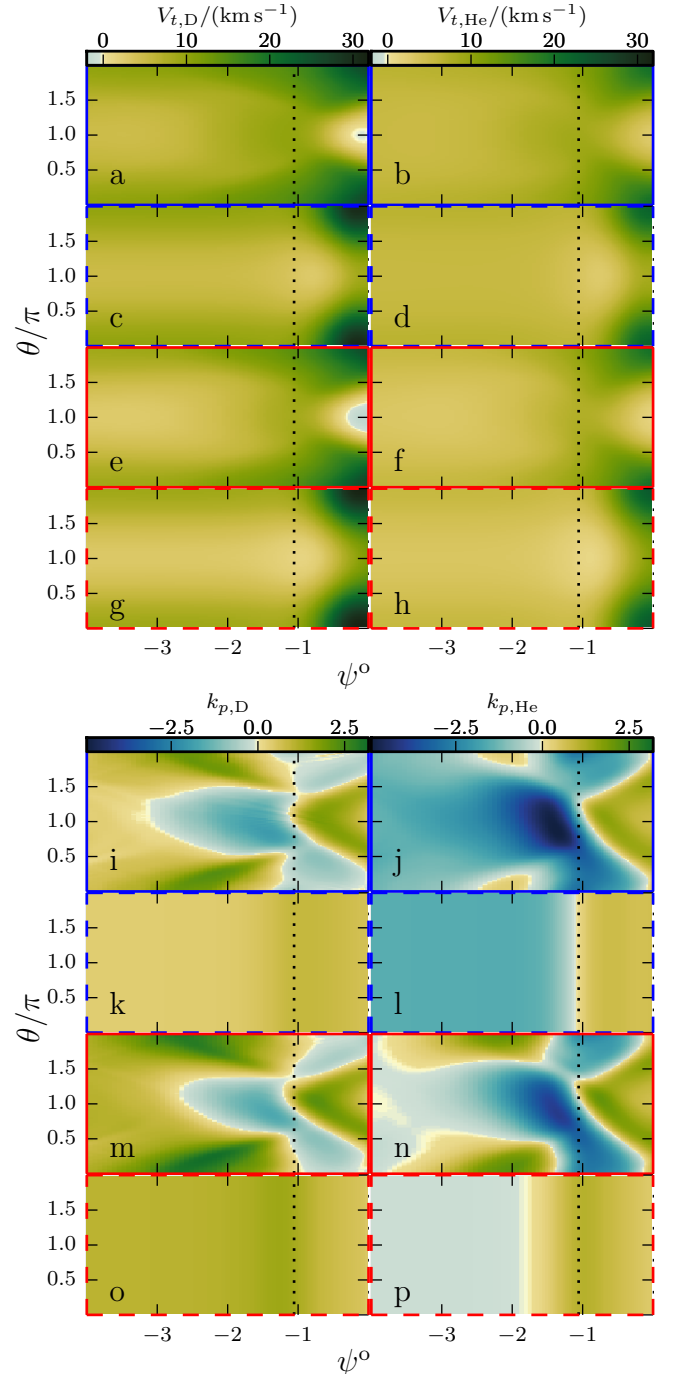 V_{t,D}/(km s^{−1}) V_{t,He}/(km s^{−1})
0 10 20 30 0 10 20 30
1.5
1.0
0.5
a b
1.5
1.0
0.5
c d
θ/π
1.5
1.0
0.5
e f
1.5
1.0
0.5
g h
−3 −2 −1 −3 −2 −1
ψ^o
k_{p,D} k_{p,He}
−2.5 0.0 2.5 −2.5 0.0 2.5
1.5
1.0
0.5
i j
1.5
1.0
0.5
k l
θ/π
1.5
1.0
0.5
m n
1.5
1.0
0.5
o p
−3 −2 −1 −3 −2 −1
ψ^o